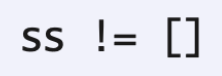 ss != []